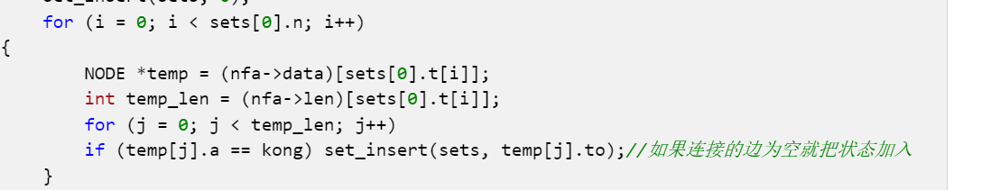 for (i = 0; i < sets[0].n; i++)
{
NODE *temp = (nfa->data)[sets[0].t[i]];
int temp_len = (nfa->len)[sets[0].t[i]];
for (j = 0; j < temp_len; j++)
if (temp[j].a == kong) set_insert(sets, temp[j].to);//如果连接的边为空就把状态加入
}